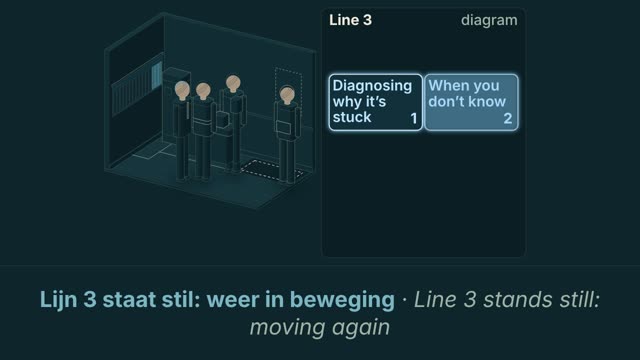 Line 3
diagram
Diagnosing
why it's
stuck
1
When you
don't know
2
Lijn 3 staat stil: weer in beweging · Line 3 stands still:
moving again